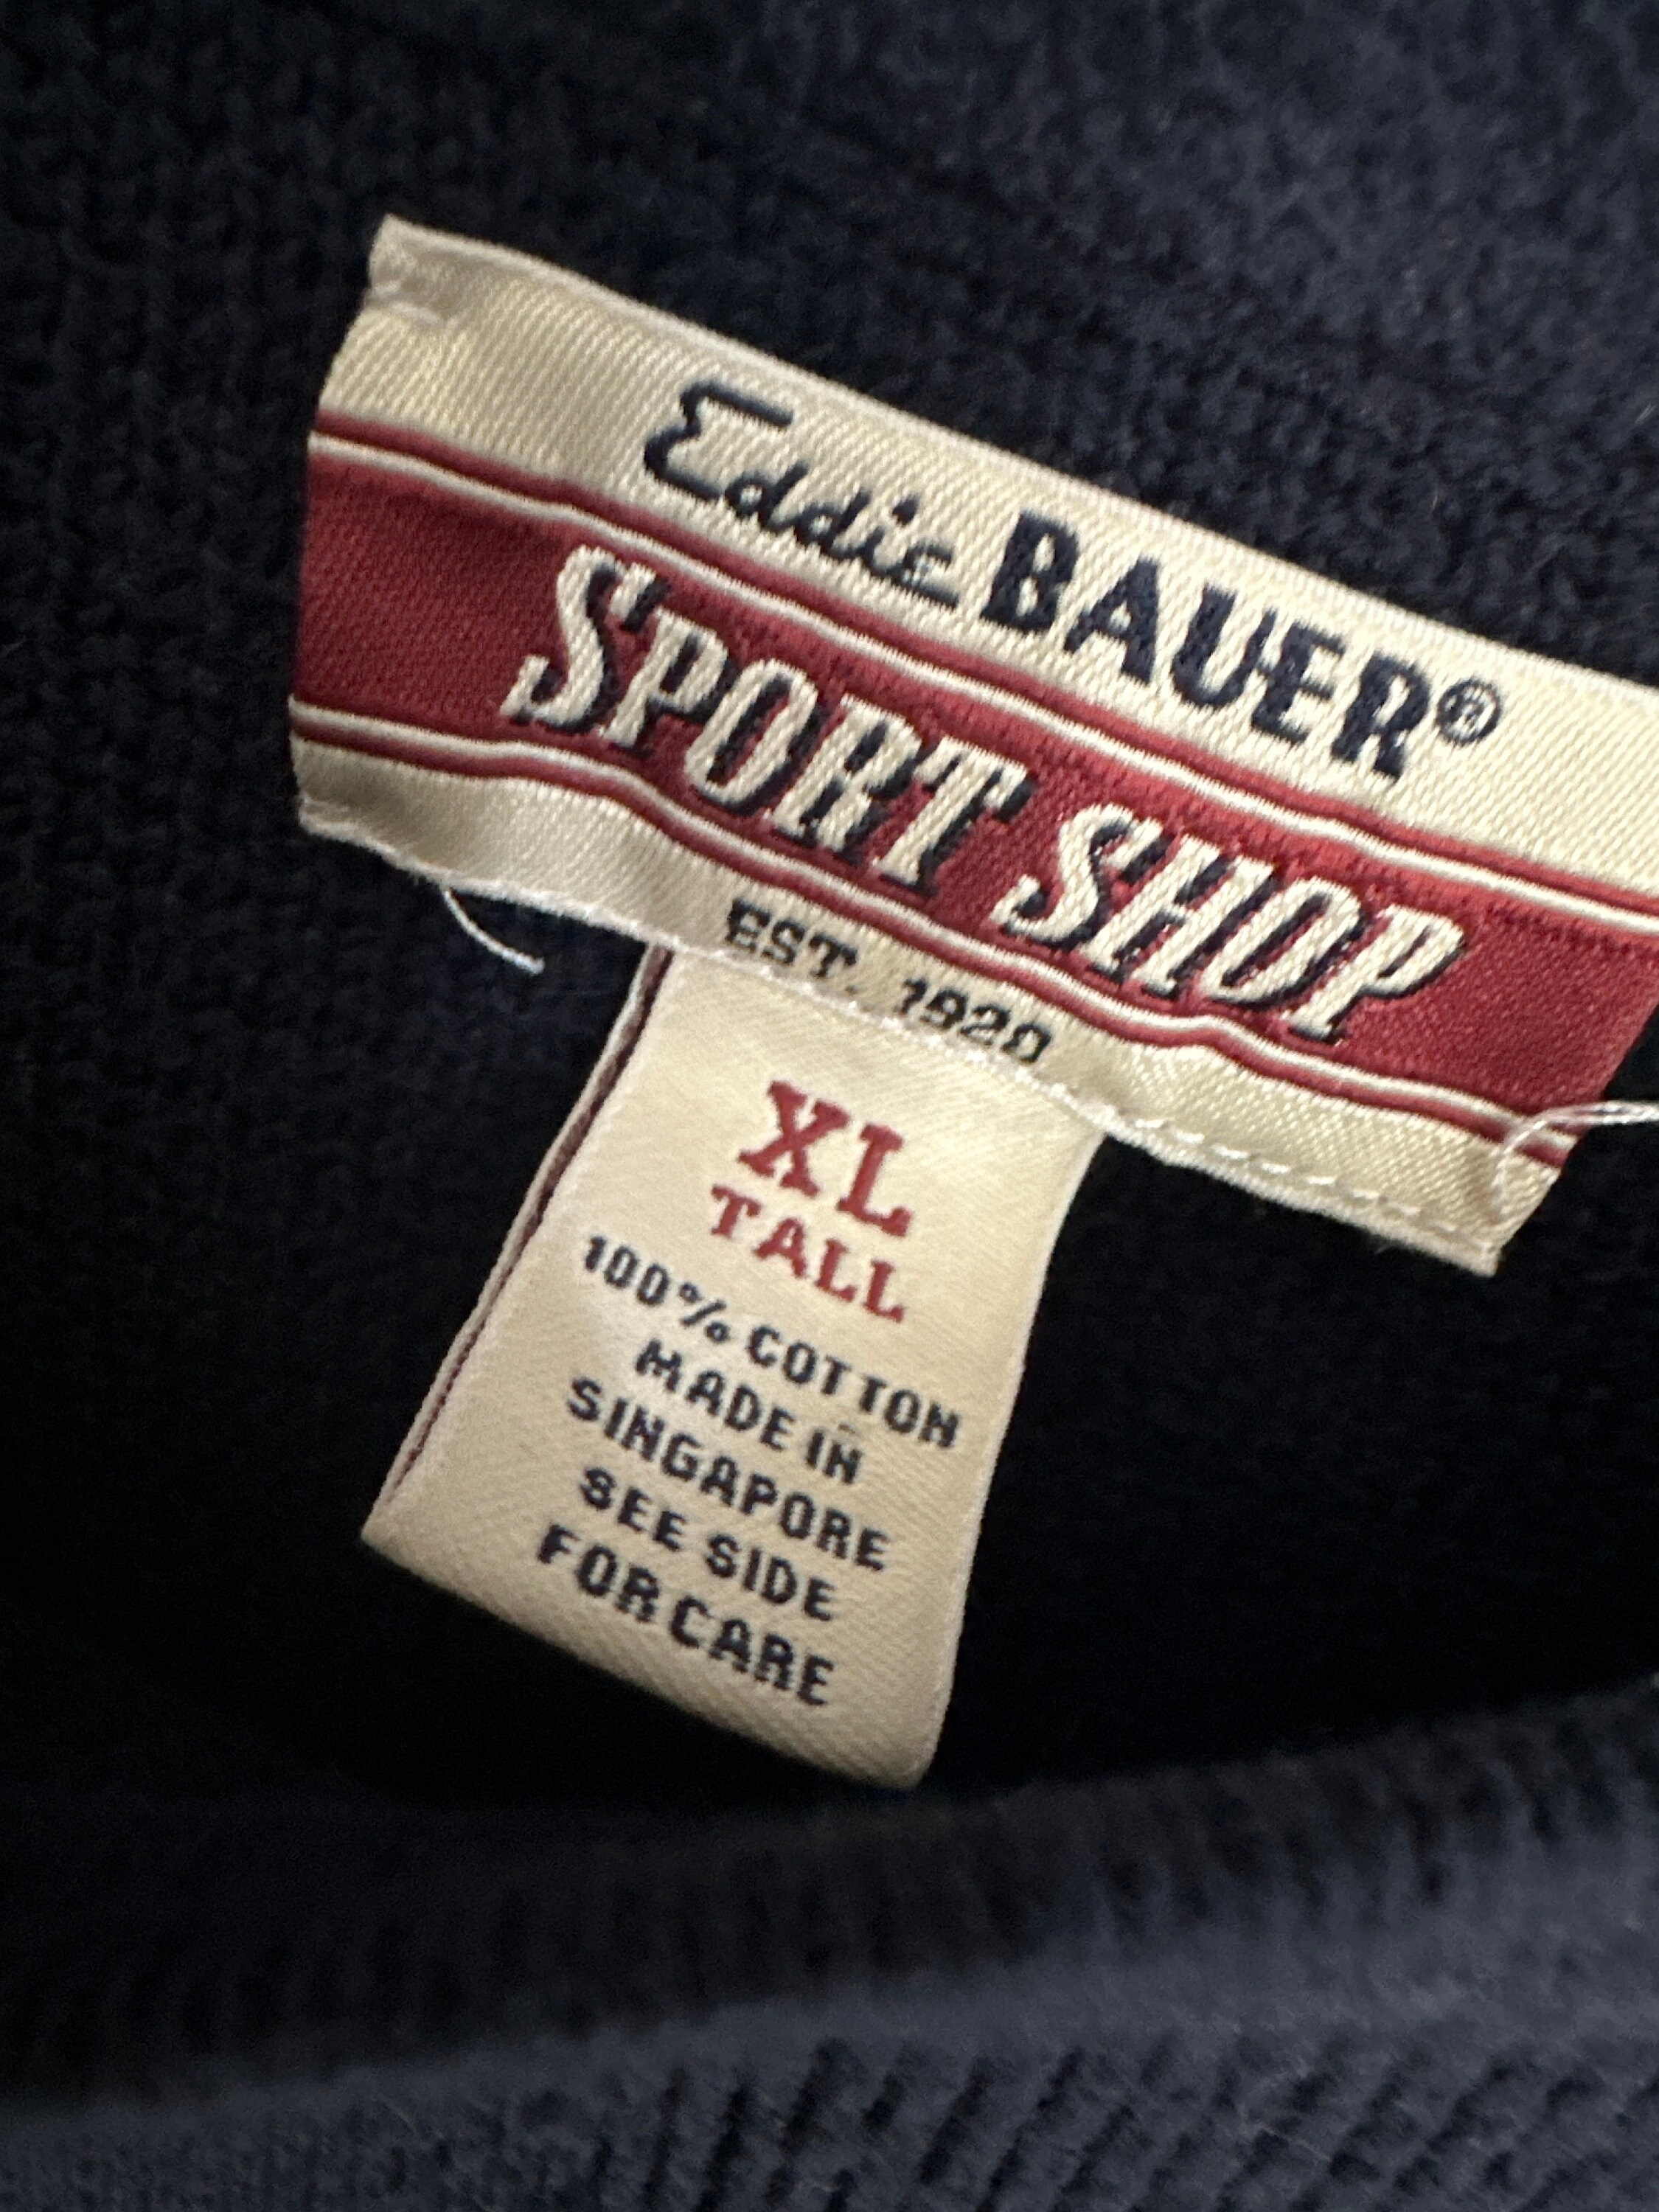 Eddie BAUER®
SPORT SHOP
EST. 1920
XL
TALL
100% COTTON
MADE IN
SINGAPORE
SEE SIDE
FOR CARE